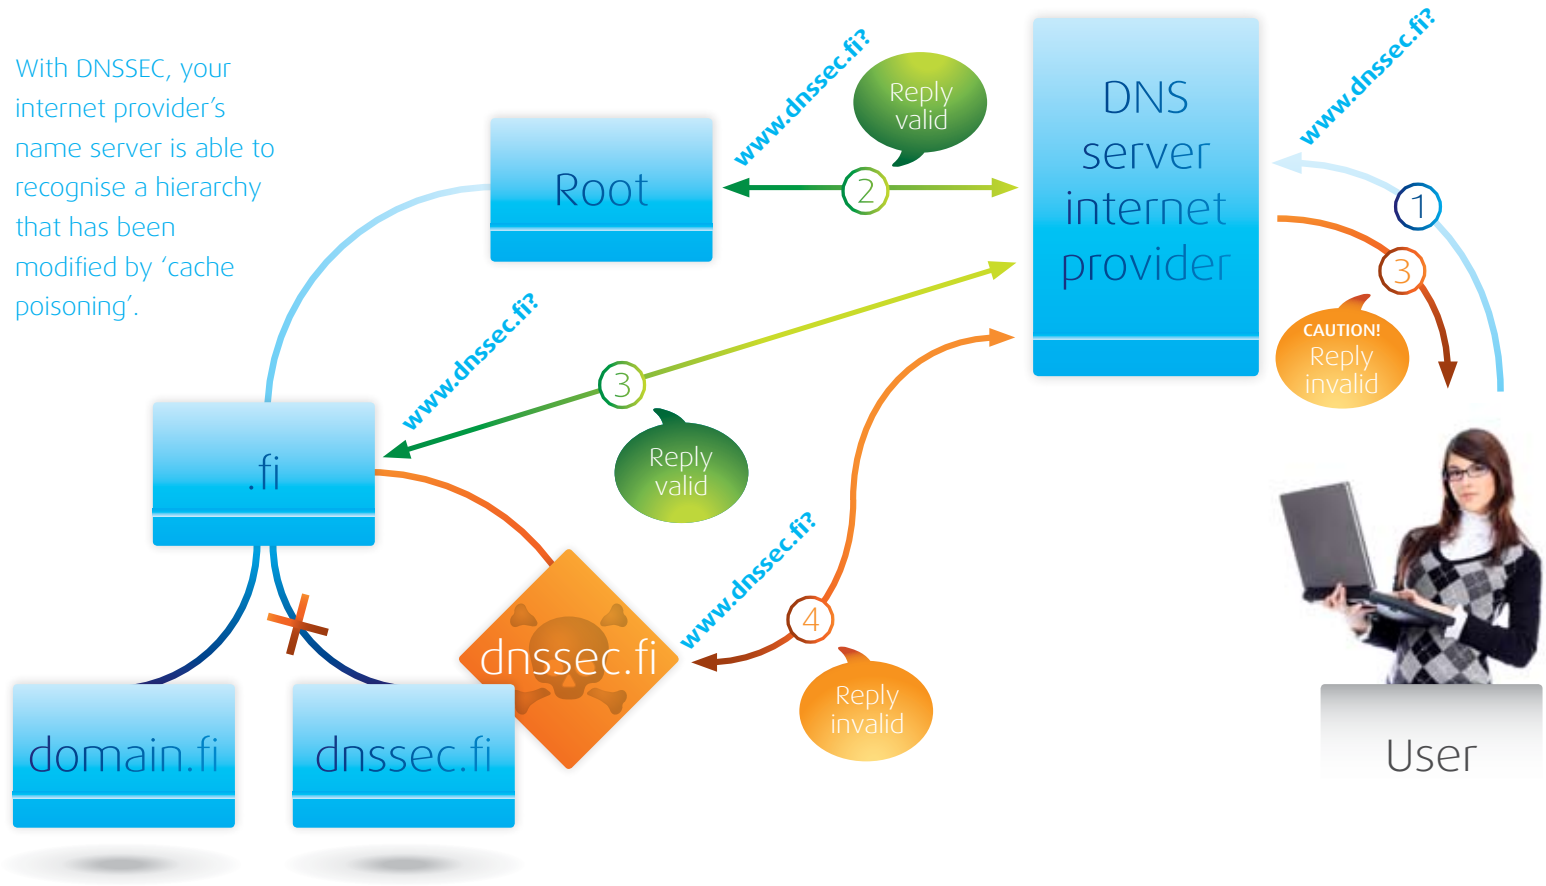 With DNSSEC, your
internet provider’s
name server is able to
recognise a hierarchy
that has been
modified by ‘cache
poisoning’.
www.dnssec.fi?
Reply
valid
DNS
server
internet
provider
www.dnssec.fi?
Root
2
1
3
CAUTION!
Reply
invalid
www.dnssec.fi?
3
Reply
valid
.fi
www.dnssec.fi?
4
dnssec.fi
Reply
invalid
domain.fi
dnssec.fi
User